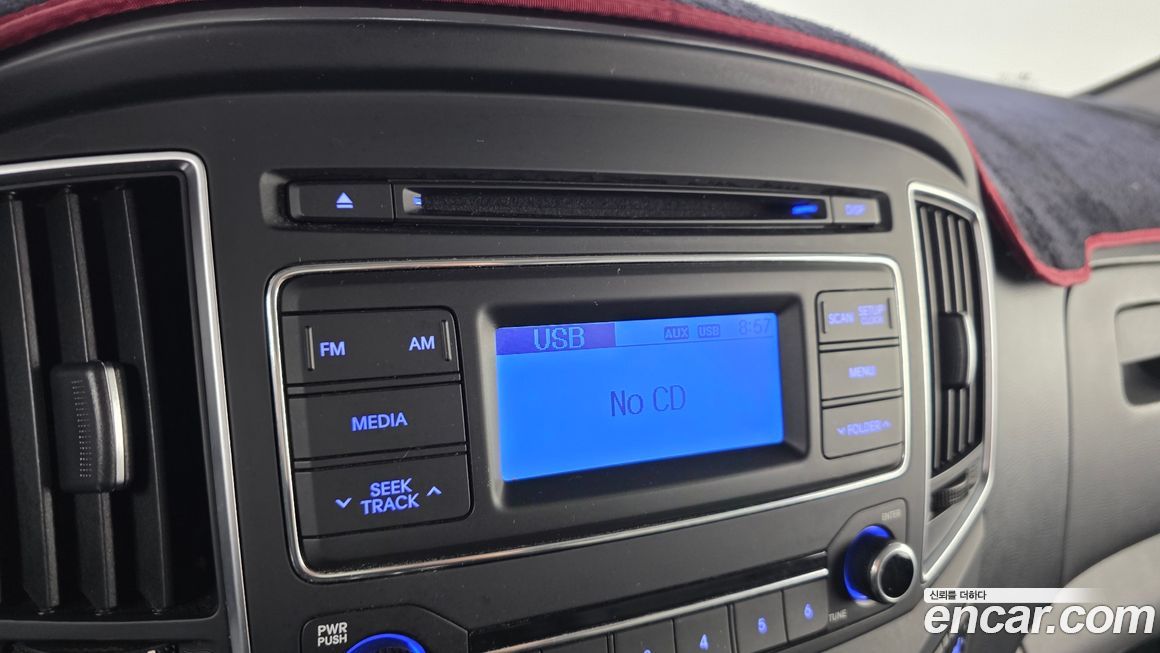 DISP
FM
AM
MEDIA
SEEK
TRACK
USB
AUX USB 8:57
No CD
SCAN
SETUP
CLOCK
MENU
FOLDER
ENTER
TUNE
PWR
PUSH
4
5
6
신뢰를 더하다
encar.com